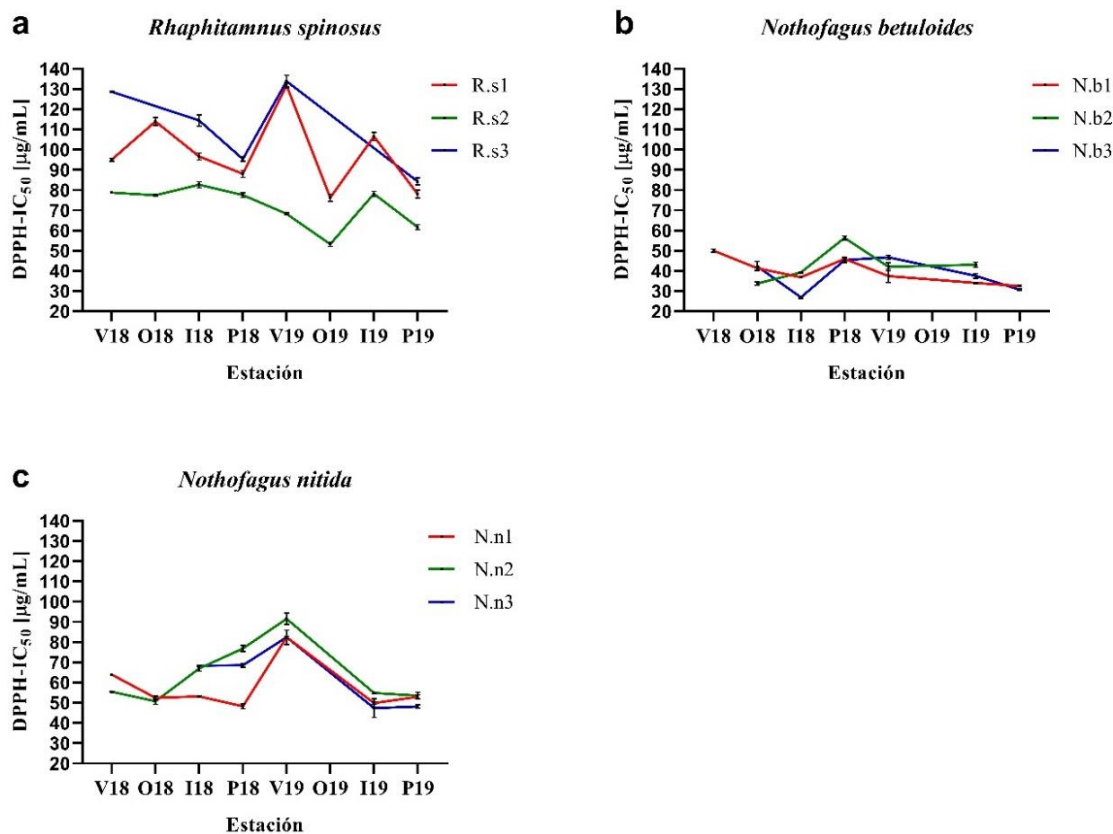 a
Rhaphitamnus spinosus
DPPH-IC50 [µg/mL]
140
130
120
110
100
90
80
70
60
50
40
30
20
V18 O18 I18 P18 V19 O19 I19 P19
Estación
R.s1
R.s2
R.s3
b
Nothofagus betuloides
DPPH-IC50 [µg/mL]
140
130
120
110
100
90
80
70
60
50
40
30
20
V18 O18 I18 P18 V19 O19 I19 P19
Estación
N.b1
N.b2
N.b3
c
Nothofagus nitida
DPPH-IC50 [µg/mL]
140
130
120
110
100
90
80
70
60
50
40
30
20
V18 O18 I18 P18 V19 O19 I19 P19
Estación
N.n1
N.n2
N.n3